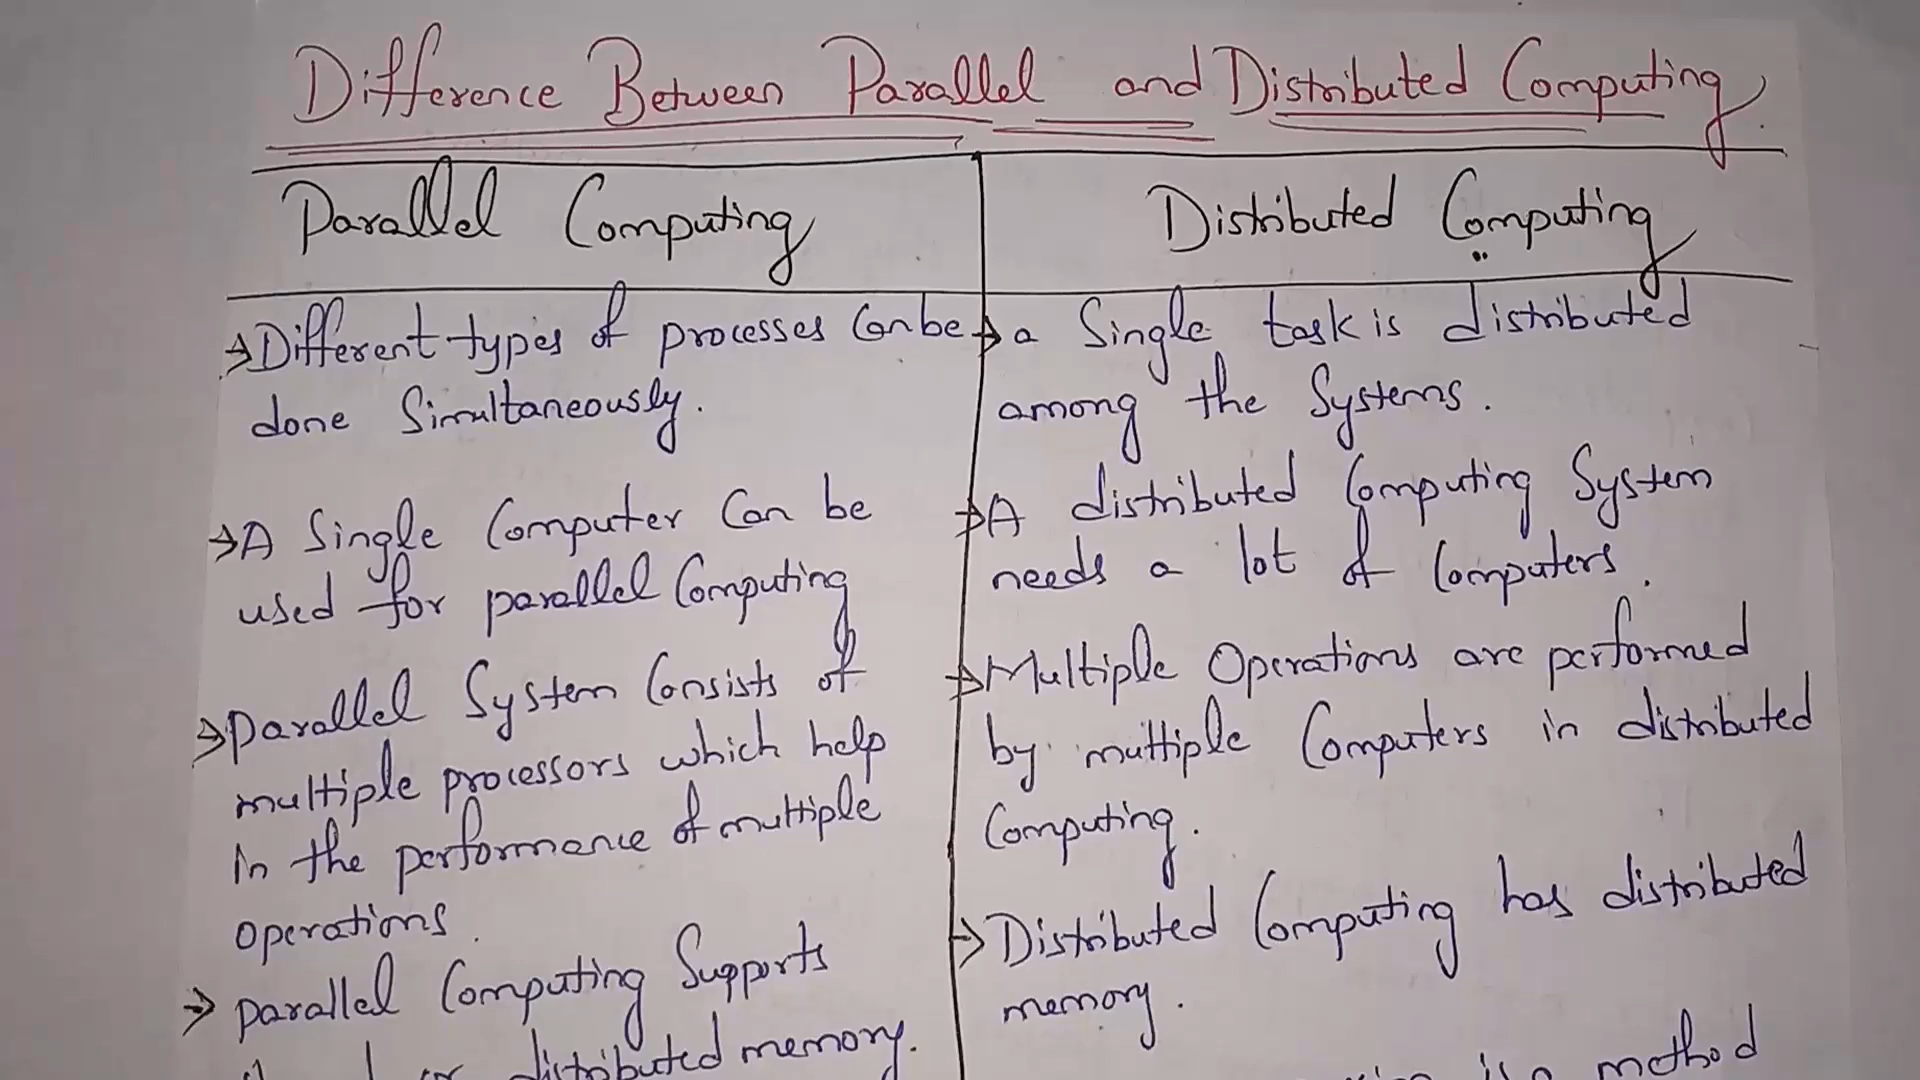 Difference Between Parallel and Distributed Computing
Parallel Computing
→Different types of processes can be
done Simultaneously.
→A Single Computer Can be
used for parallel Computing
→parallel System Consists of
multiple processors which help
in the performance of multiple
operations.
→parallel Computing Supports
or distributed memory.
Distributed Computing
→a Single task is distributed
among the Systems.
→A distributed Computing System
needs a lot of Computers.
→Multiple Operations are performed
by multiple Computers in distributed
Computing.
→Distributed Computing has distributed
memory.
is a method